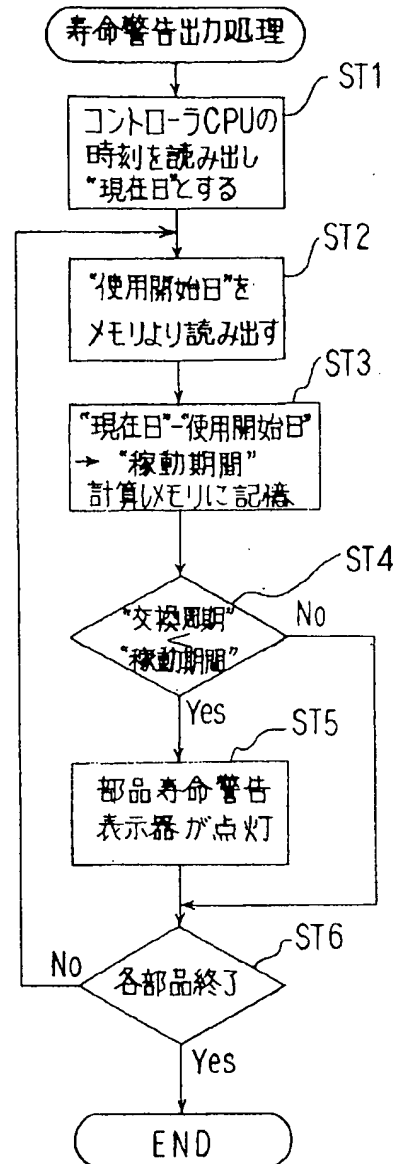 寿命警告出力処理
ST1
コントローラCPUの
時刻を読み出し
"現在日"とする
ST2
"使用開始日"を
メモリより読み出す
ST3
"現在日"-"使用開始日"
→ "稼動期間"
計算しメモリに記憶
ST4
"交換周期"
<
"稼動期間"
No
Yes
ST5
部品寿命警告
表示器が点灯
ST6
No
各部品終了
Yes
END